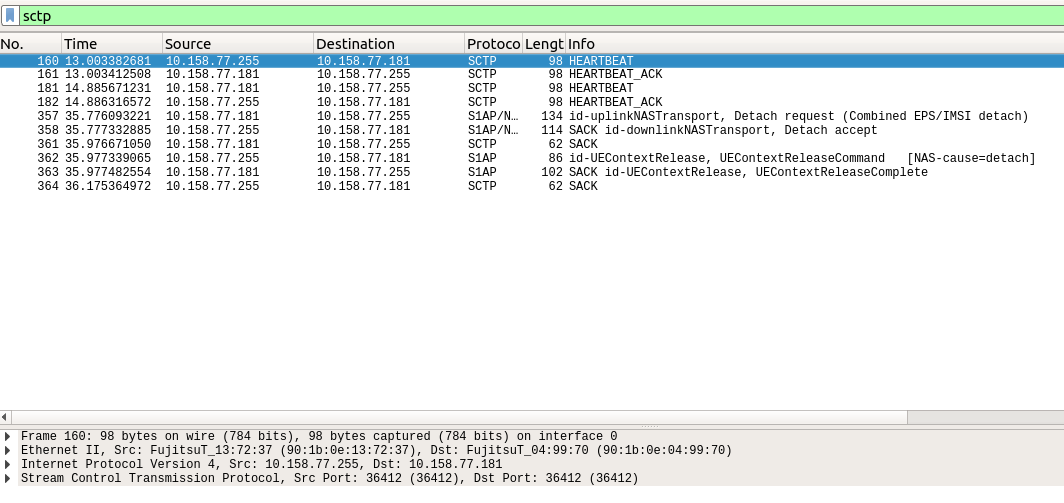 sctp
No. Time Source Destination Protoco Lengt Info
160 13.003382681 10.158.77.255 10.158.77.181 SCTP 98 HEARTBEAT
161 13.003412508 10.158.77.181 10.158.77.255 SCTP 98 HEARTBEAT_ACK
181 14.885671231 10.158.77.181 10.158.77.255 SCTP 98 HEARTBEAT
182 14.886316572 10.158.77.255 10.158.77.181 SCTP 98 HEARTBEAT_ACK
357 35.776093221 10.158.77.181 10.158.77.255 S1AP/N… 134 id-uplinkNASTransport, Detach request (Combined EPS/IMSI detach)
358 35.777332885 10.158.77.255 10.158.77.181 S1AP/N… 114 SACK id-downlinkNASTransport, Detach accept
361 35.976671050 10.158.77.181 10.158.77.255 SCTP 62 SACK
362 35.977339065 10.158.77.255 10.158.77.181 S1AP 86 id-UEContextRelease, UEContextReleaseCommand [NAS-cause=detach]
363 35.977482554 10.158.77.181 10.158.77.255 S1AP 102 SACK id-UEContextRelease, UEContextReleaseComplete
364 36.175364972 10.158.77.255 10.158.77.181 SCTP 62 SACK
Frame 160: 98 bytes on wire (784 bits), 98 bytes captured (784 bits) on interface 0
Ethernet II, Src: FujitsuT_13:72:37 (90:1b:0e:13:72:37), Dst: FujitsuT_04:99:70 (90:1b:0e:04:99:70)
Internet Protocol Version 4, Src: 10.158.77.255, Dst: 10.158.77.181
Stream Control Transmission Protocol, Src Port: 36412 (36412), Dst Port: 36412 (36412)